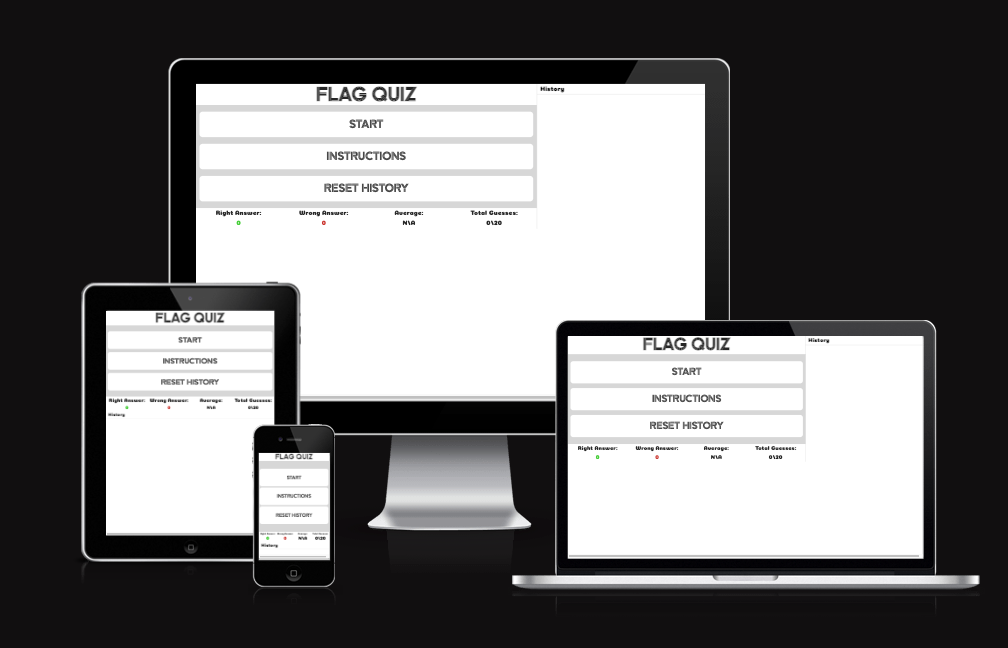 FLAG QUIZ
History
START
INSTRUCTIONS
RESET HISTORY
Right Answer: Wrong Answer: Average: Total Guesses:
0 0 N\A 0\20
FLAG QUIZ
START
INSTRUCTIONS
RESET HISTORY
Right Answer: Wrong Answer: Average: Total Guesses:
0 0 N\A 0\20
History
FLAG QUIZ
START
INSTRUCTIONS
RESET HISTORY
Right Answer: Wrong Answer: Average: Total Guesses:
0 0 N\A 0\20
History
FLAG QUIZ
History
START
INSTRUCTIONS
RESET HISTORY
Right Answer: Wrong Answer: Average: Total Guesses:
0 0 N\A 0\20